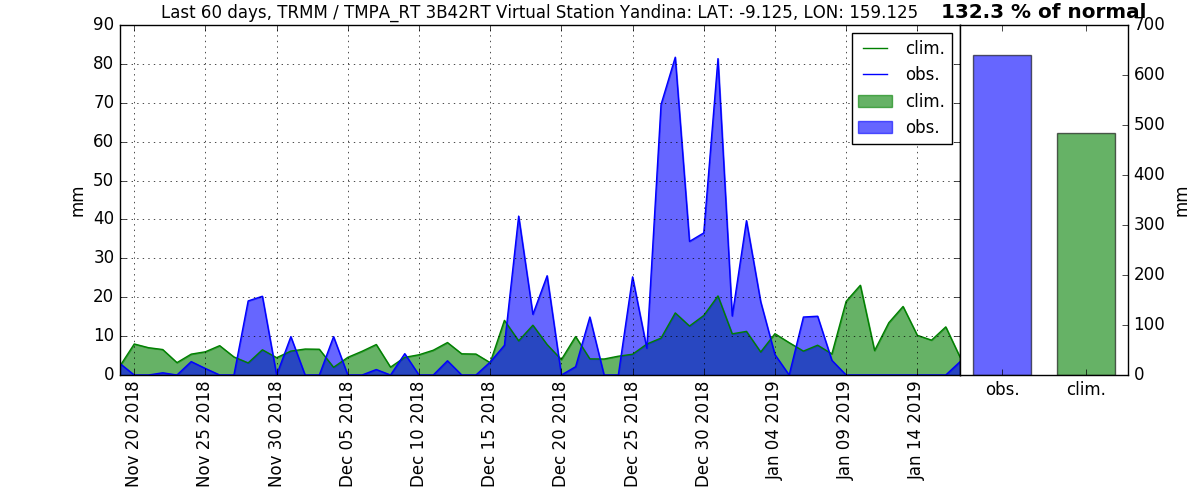 Last 60 days, TRMM / TMPA_RT 3B42RT Virtual Station Yandina: LAT: -9.125, LON: 159.125
132.3 % of normal
90
80
70
60
50
40
30
20
10
0
mm
clim.
obs.
clim.
obs.
Nov 20 2018
Nov 25 2018
Nov 30 2018
Dec 05 2018
Dec 10 2018
Dec 15 2018
Dec 20 2018
Dec 25 2018
Dec 30 2018
Jan 04 2019
Jan 09 2019
Jan 14 2019
700
600
500
400
300
200
100
0
mm
obs.
clim.